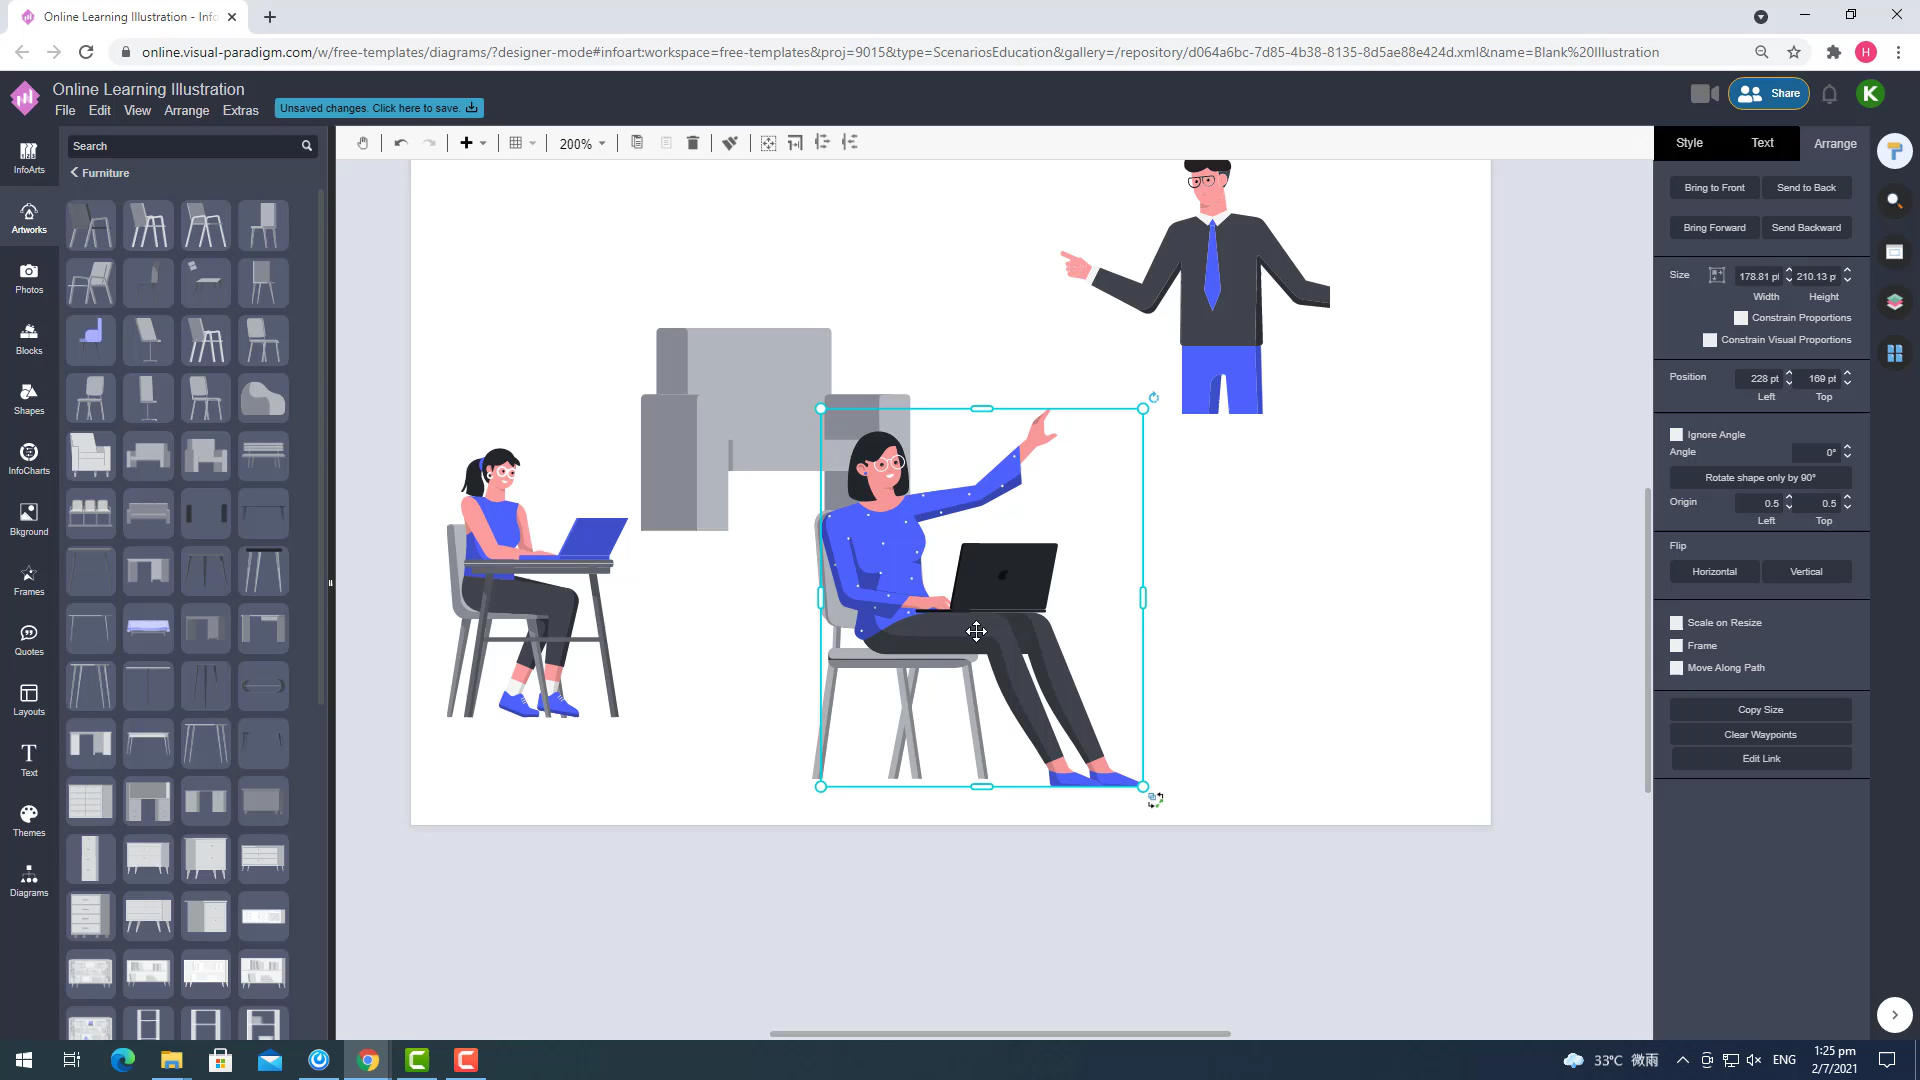 Online Learning Illustration - Info
online.visual-paradigm.com/w/free-templates/diagrams/?designer-mode#infoart:workspace=free-templates&proj=9015&type=ScenariosEducation&gallery=/repository/d064a6bc-7d85-4b38-8135-8d5ae88e424d.xml&name=Blank%20Illustration
H
Online Learning Illustration
File Edit View Arrange Extras
Unsaved changes. Click here to save.
Share
K
InfoArts
Artworks
Photos
Blocks
Shapes
InfoCharts
Bkground
Frames
Quotes
Layouts
T
Text
Themes
Diagrams
Search
Furniture
200%
Style Text Arrange
Bring to Front Send to Back
Bring Forward Send Backward
Size 178.81 pt 210.13 p
Width Height
Constrain Proportions
Constrain Visual Proportions
Position 228 pt 169 pt
Left Top
Ignore Angle
Angle 0°
Rotate shape only by 90°
Origin 0.5 0.5
Left Top
Flip
Horizontal Vertical
Scale on Resize
Frame
Move Along Path
Copy Size
Clear Waypoints
Edit Link
33°C 微雨
ENG
1:25 pm
2/7/2021